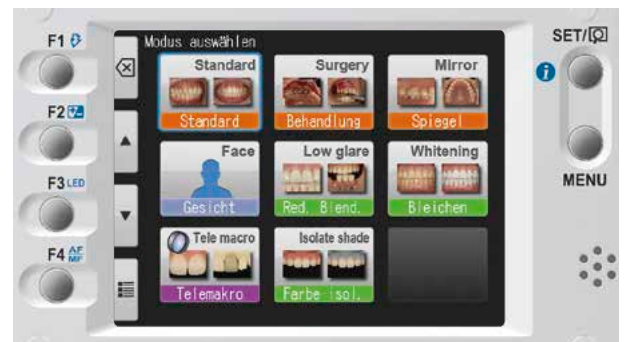 F1
F2
F3 LED
F4 AF MF
Modus auswählen
Standard
Standard
Surgery
Behandlung
Mirror
Spiegel
Face
Gesicht
Low glare
Red. Blend.
Whitening
Bleichen
Tele macro
Telemakro
Isolate shade
Farbe isol.
SET/
i
MENU